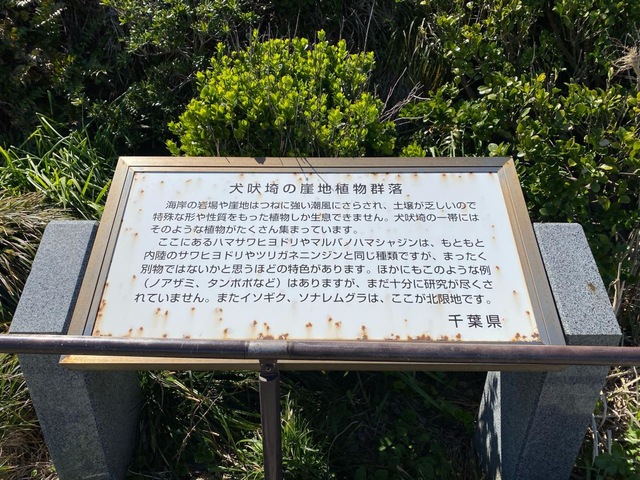 犬吠埼の崖地植物群落
海岸の岩場や崖地はつねに強い潮風にさらされ、土壌が乏しいので
特殊な形や性質をもった植物しか生息できません。犬吠埼の一帯には
そのような植物がたくさん集まっています。
ここにあるハマサワヒヨドリやマルバノハマシャジンは、もともと
内陸のサワヒヨドリやツリガネニンジンと同じ種類ですが、まったく
別物ではないかと思うほどの特色があります。ほかにもこのような例
（ノアザミ、タンポポなど）はありますが、まだ十分に研究が尽くさ
れていません。またイソギク、ソナレムグラは、ここが北限地です。
千葉県